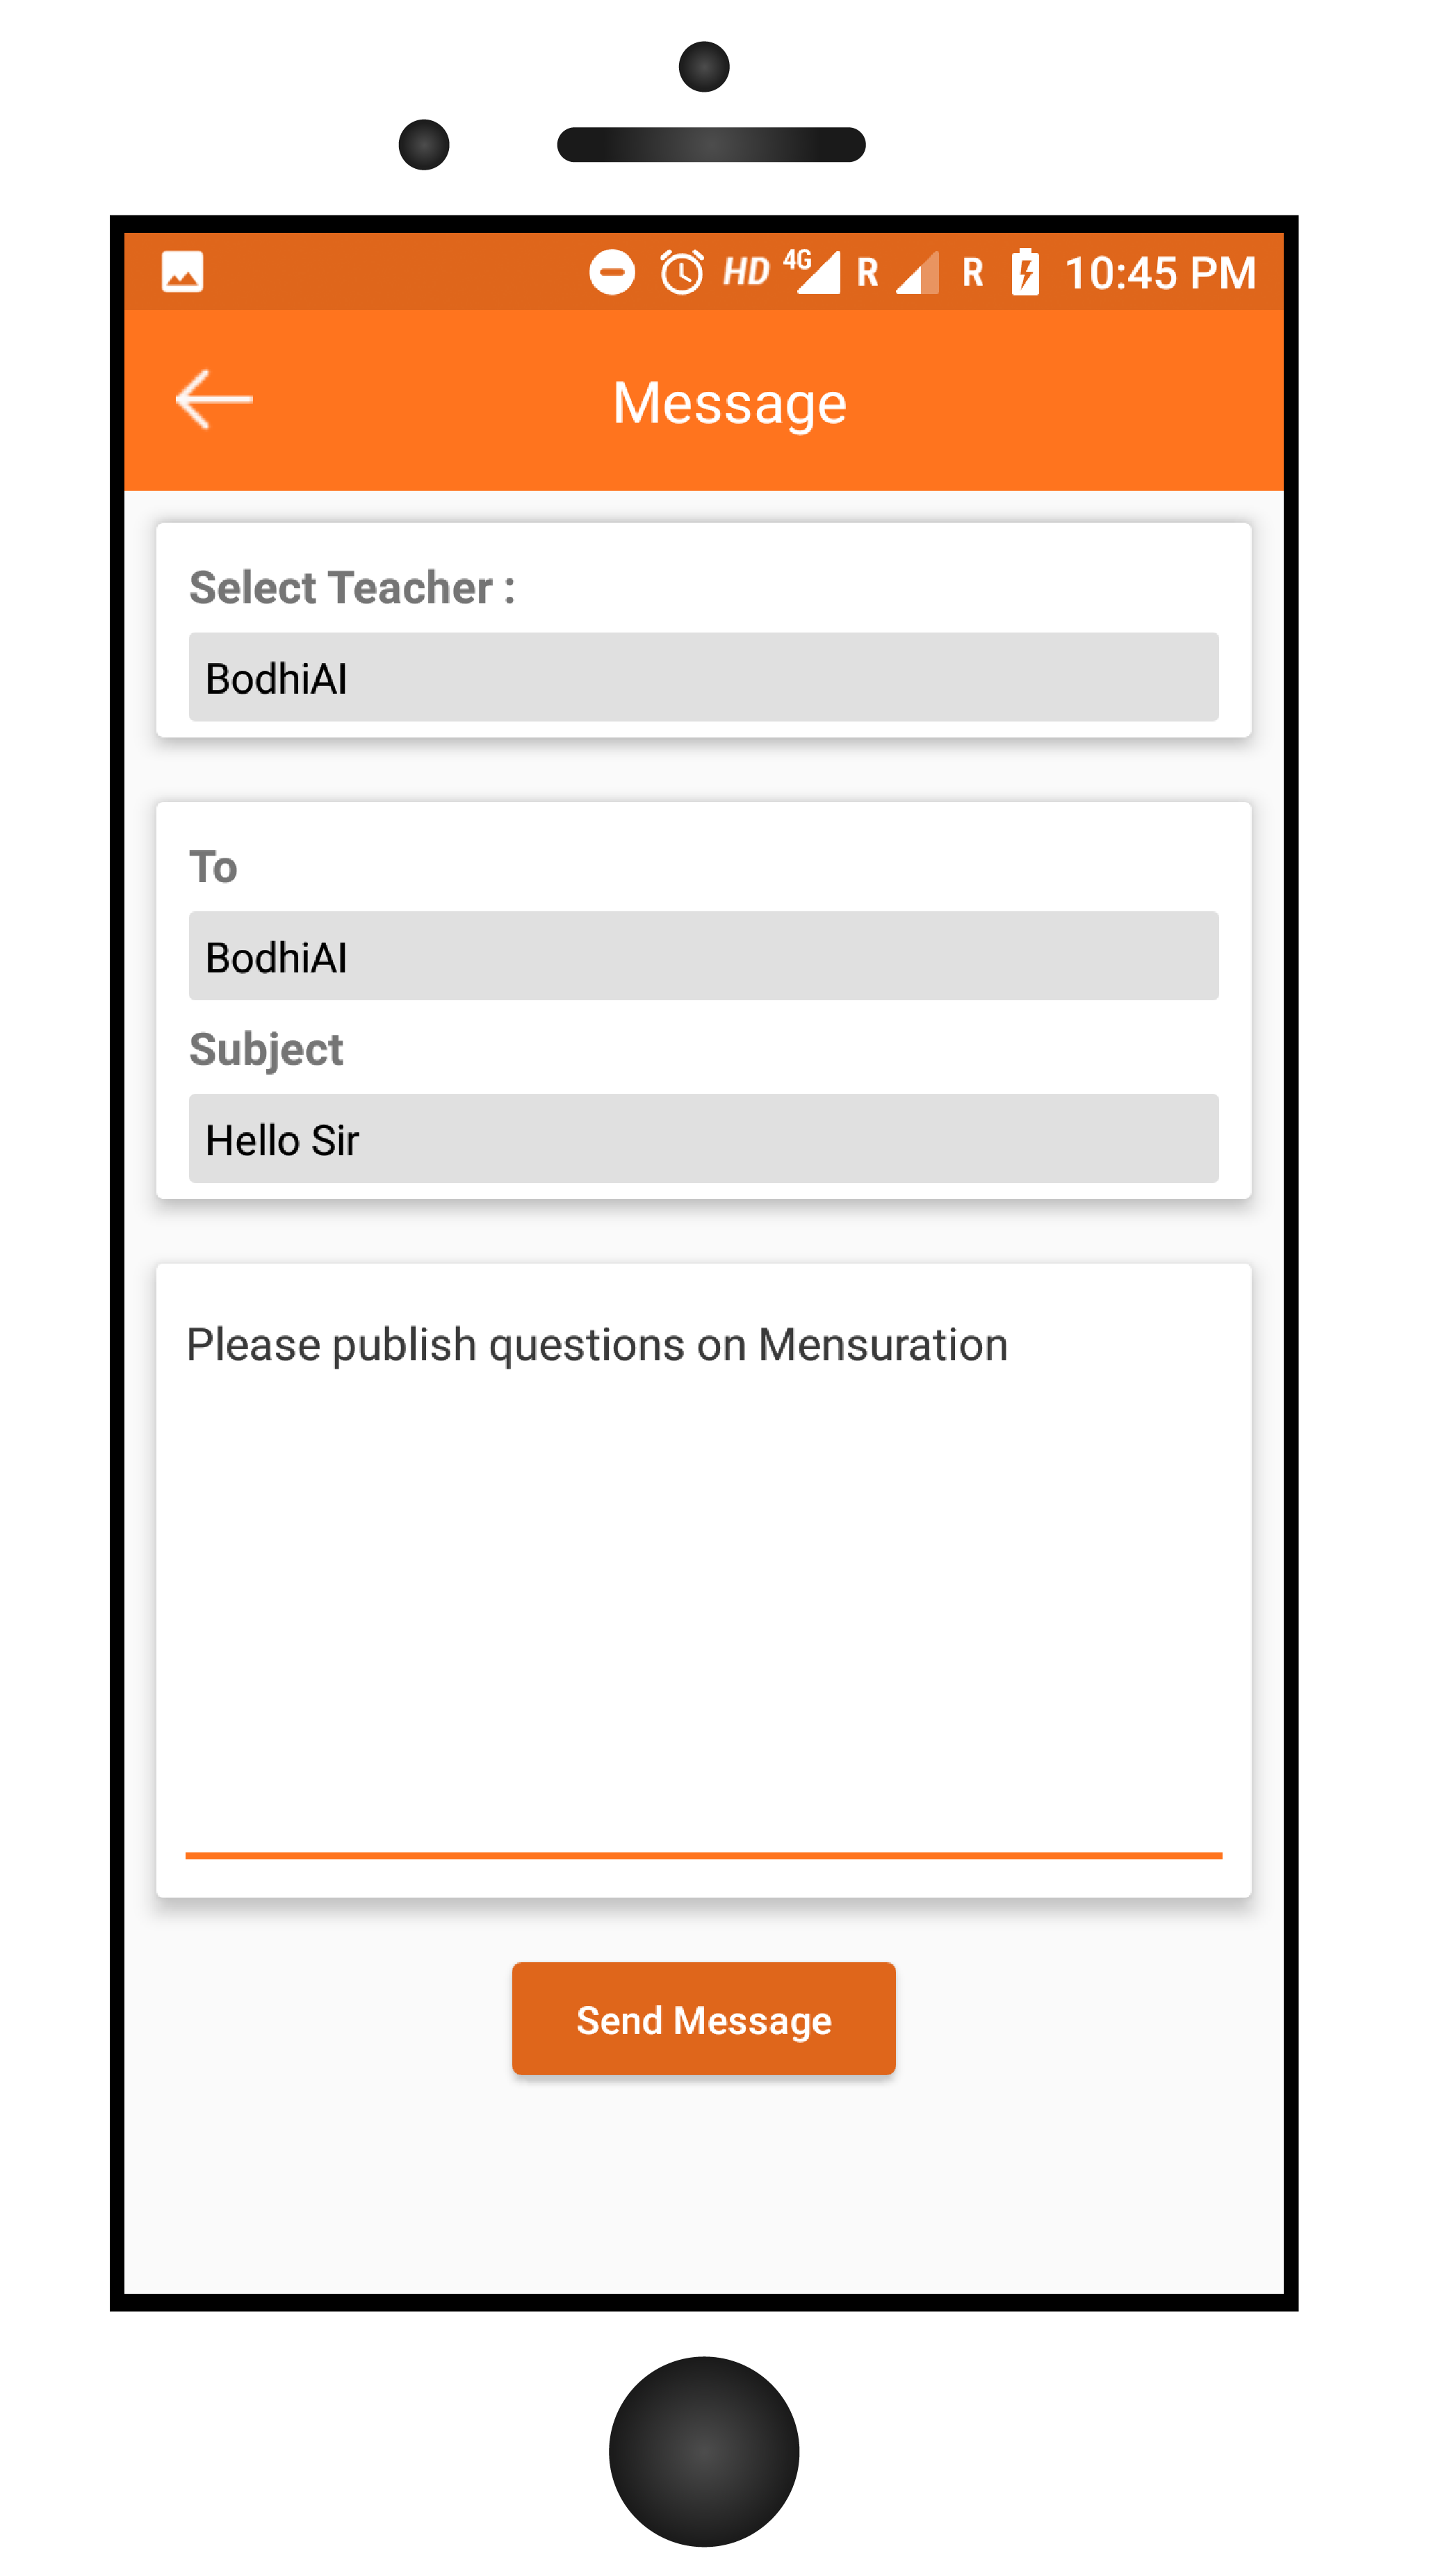 HD 4G R R 10:45 PM
Message
Select Teacher :
BodhiAI
To
BodhiAI
Subject
Hello Sir
Please publish questions on Mensuration
Send Message